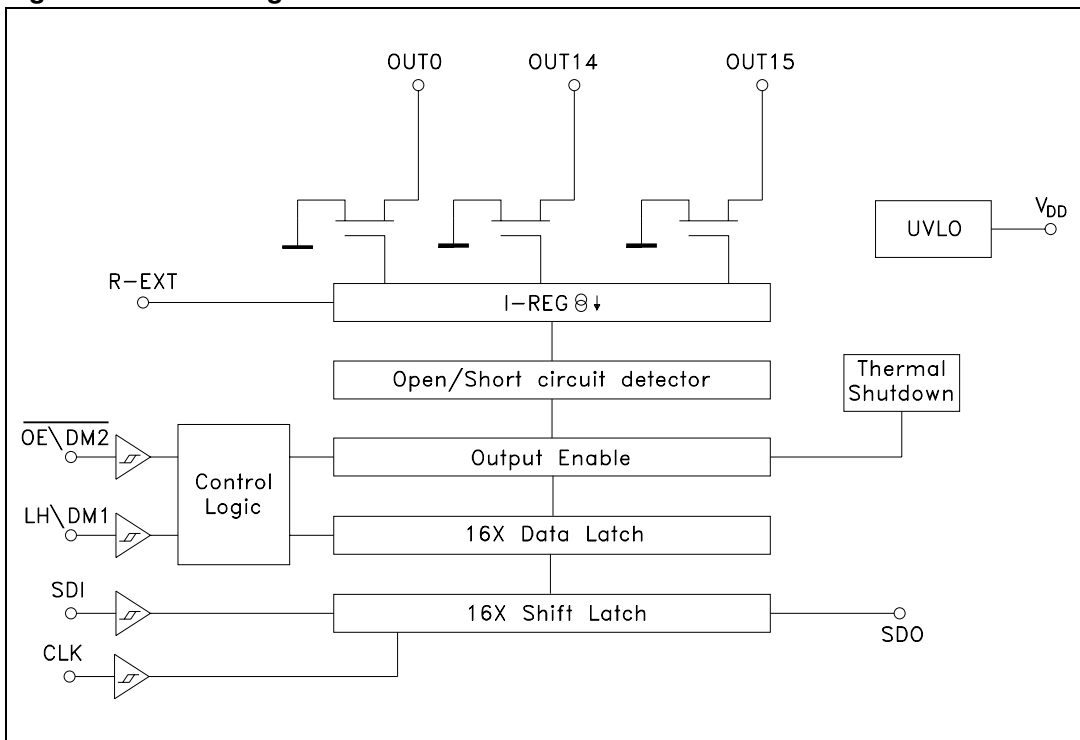 OUT0 OUT14 OUT15
V_DD
UVLO
R-EXT
I-REG
Open/Short circuit detector
Thermal
Shutdown
OE\DM2
Output Enable
Control
Logic
LH\DM1
16X Data Latch
SDI
16X Shift Latch
SDO
CLK